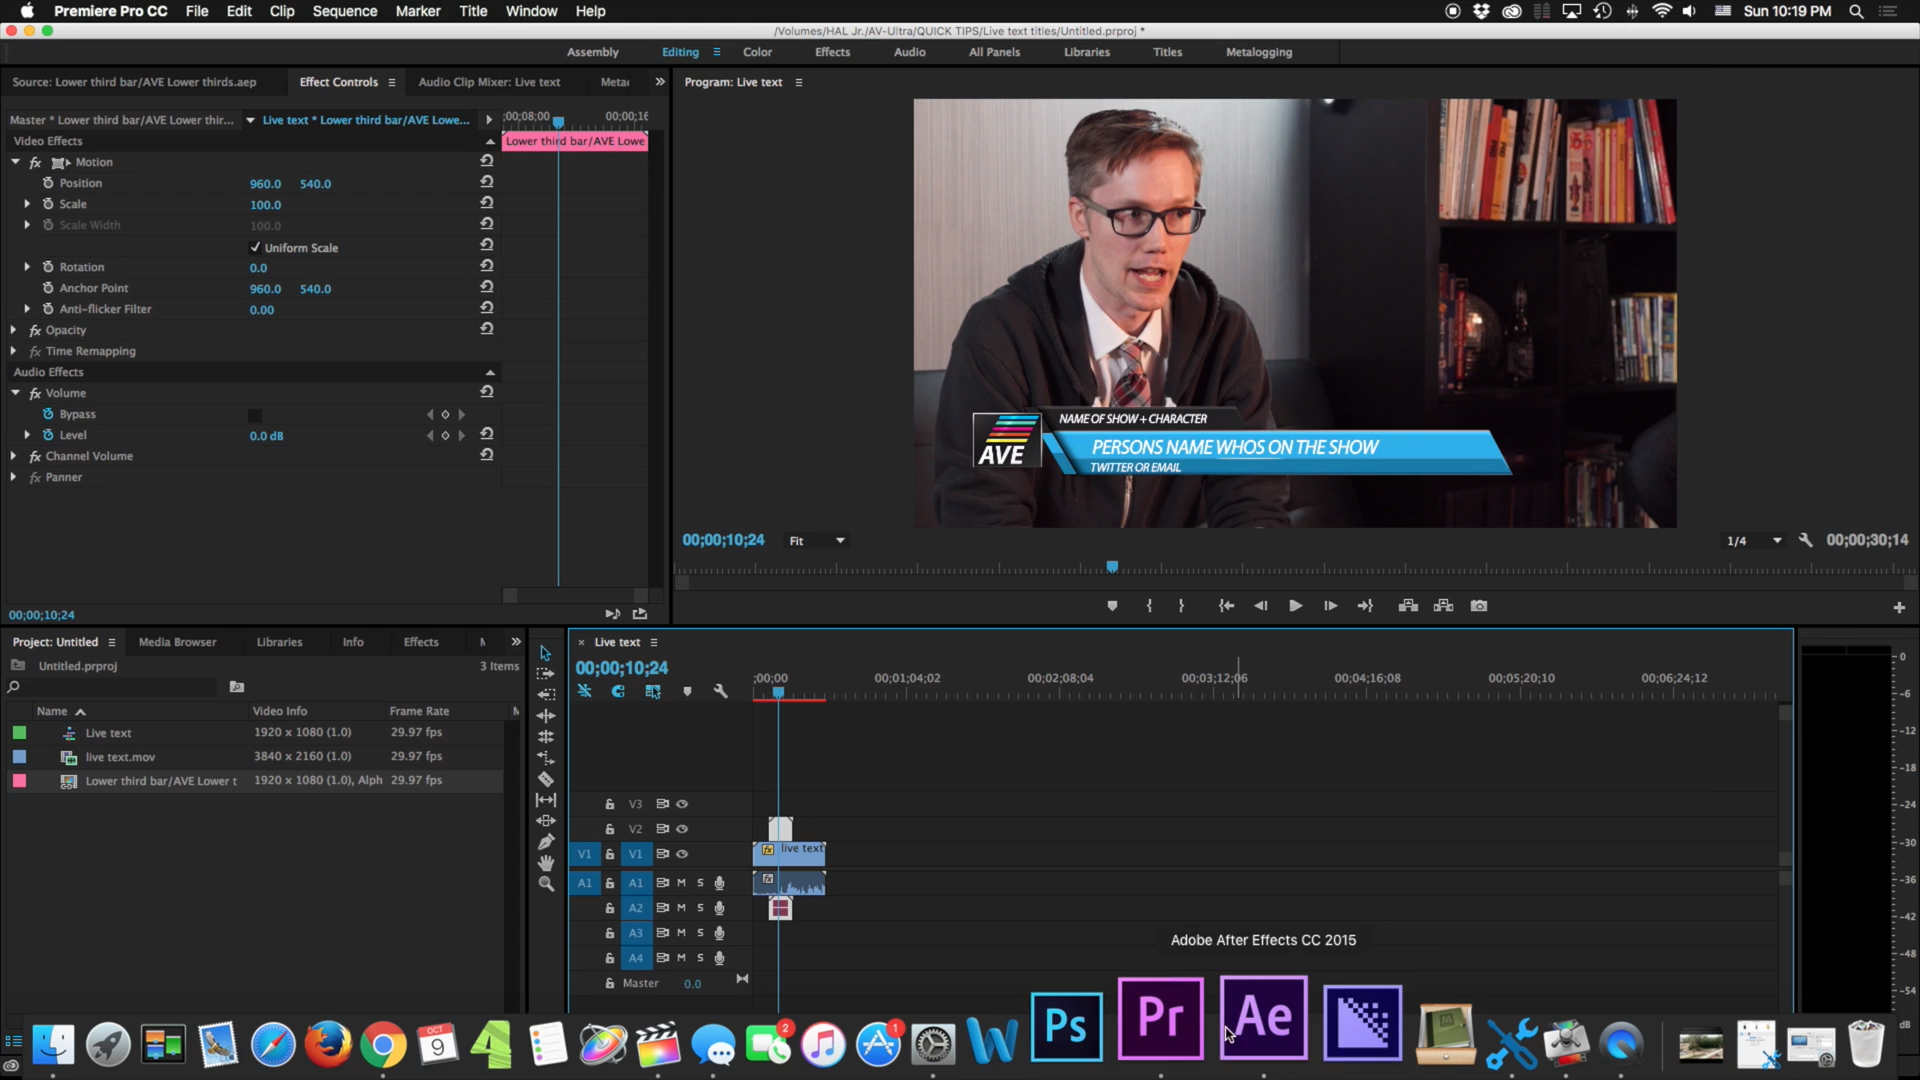 Premiere Pro CC File Edit Clip Sequence Marker Title Window Help Sun 10:19 PM
/Volumes/HAL Jr./AV-Ultra/QUICK TIPS/Live text titles/Untitled.prproj *
Assembly Editing Color Effects Audio All Panels Libraries Titles Metalogging
Source: Lower third bar/AVE Lower thirds.aep Effect Controls Audio Clip Mixer: Live text Meta
Program: Live text
Master * Lower third bar/AVE Lower thir... Live text * Lower third bar/AVE Lowe... ;00;08;00 00;00;16
Video Effects Lower third bar/AVE Lowe
fx Motion
Position 960.0 540.0
Scale 100.0
Scale Width 100.0
Uniform Scale
Rotation 0.0
Anchor Point 960.0 540.0
Anti-flicker Filter 0.00
fx Opacity
fx Time Remapping
Audio Effects
fx Volume
Bypass
Level 0.0 dB
fx Channel Volume
fx Panner
00;00;10;24
NAME OF SHOW + CHARACTER
AVE PERSONS NAME WHOS ON THE SHOW
TWITTER OR EMAIL
00;00;10;24 Fit 1/4 00;00;30;14
Project: Untitled Media Browser Libraries Info Effects
Untitled.prproj 3 Items
Name Video Info Frame Rate
Live text 1920 x 1080 (1.0) 29.97 fps
live text.mov 3840 x 2160 (1.0) 29.97 fps
Lower third bar/AVE Lower t 1920 x 1080 (1.0), Alph 29.97 fps
Live text
00;00;10;24
;00;00 00;01;04;02 00;02;08;04 00;03;12;06 00;04;16;08 00;05;20;10 00;06;24;12
V3
V2
V1 V1 fx live text
A1 A1 M S fx
A2 M S
A3 M S
A4 M S
Master 0.0
0
-6
-12
-18
-24
-30
-36
-42
-48
-54
dB
Adobe After Effects CC 2015
OCT
9
2
1
Ps
Pr
Ae